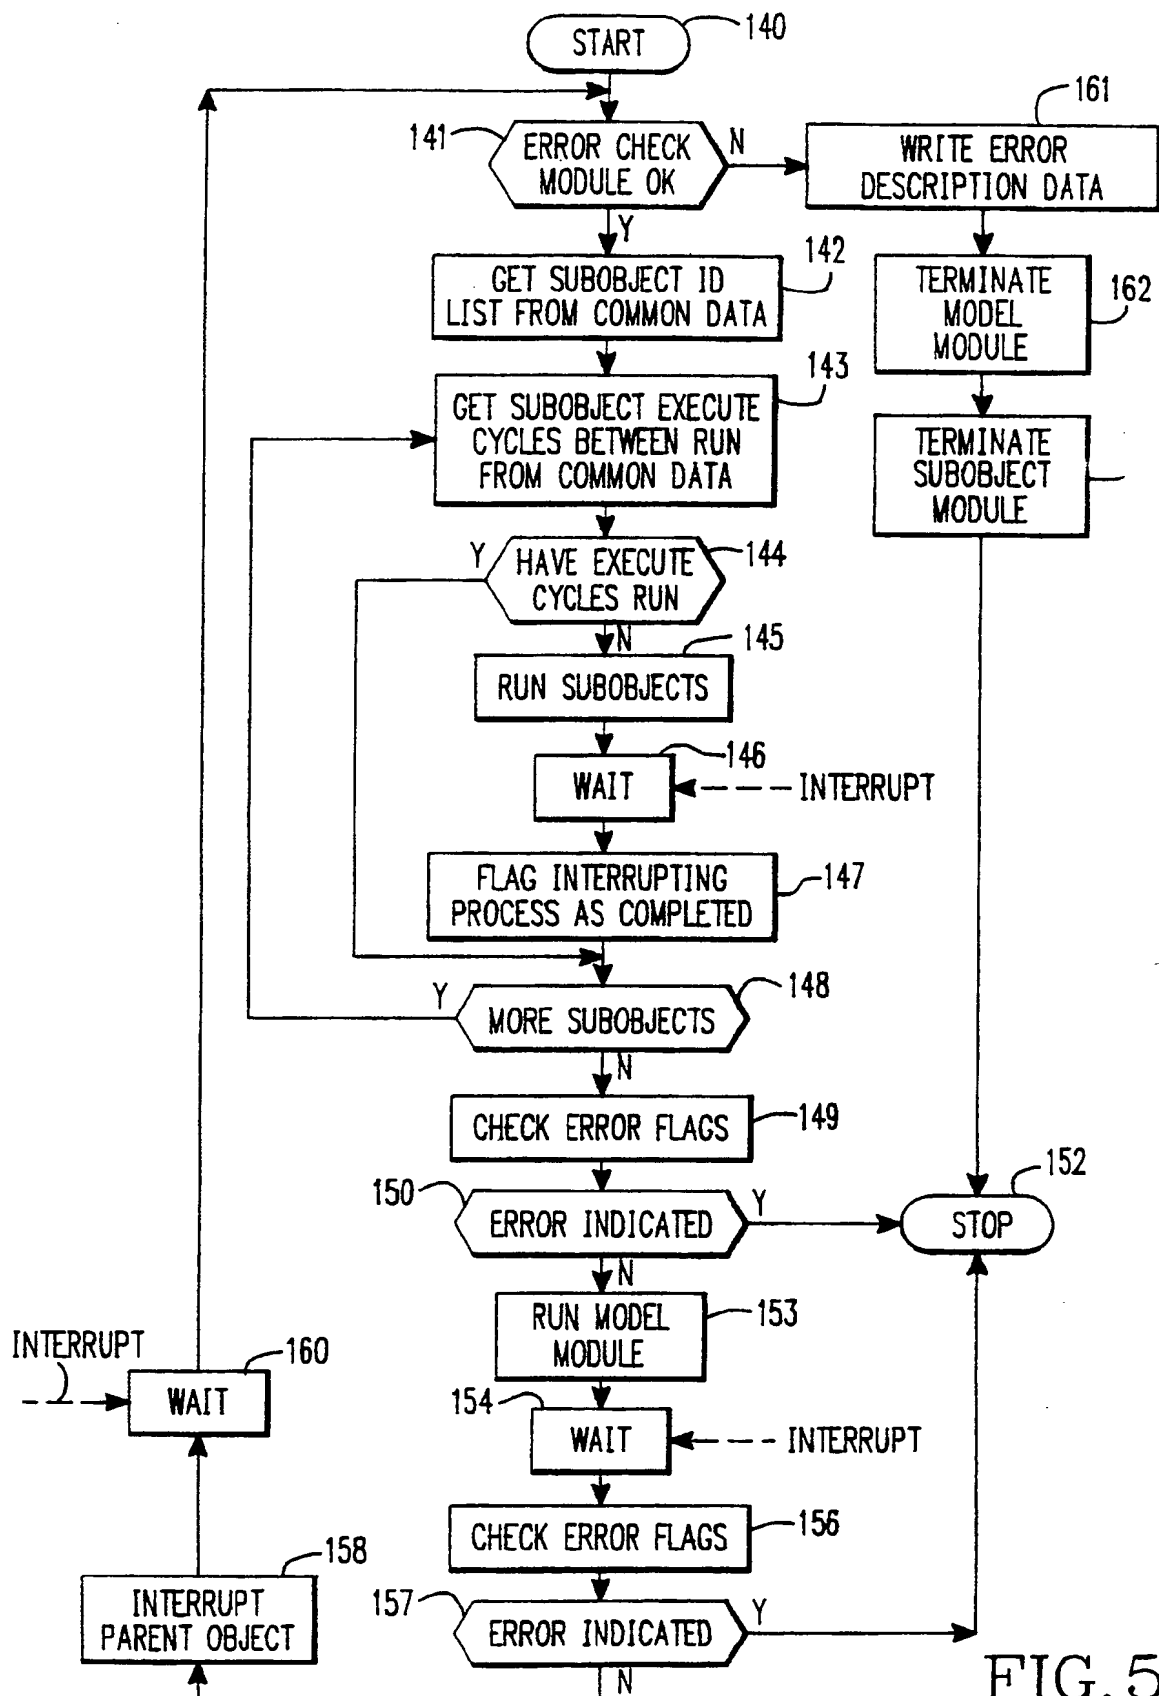 START
140
141
ERROR CHECK
MODULE OK
N
Y
161
WRITE ERROR
DESCRIPTION DATA
142
GET SUBOBJECT ID
LIST FROM COMMON DATA
TERMINATE
MODEL
MODULE
162
143
GET SUBOBJECT EXECUTE
CYCLES BETWEEN RUN
FROM COMMON DATA
TERMINATE
SUBOBJECT
MODULE
Y
HAVE EXECUTE
CYCLES RUN
144
N
145
RUN SUBOBJECTS
146
WAIT
INTERRUPT
FLAG INTERRUPTING
PROCESS AS COMPLETED
147
Y
MORE SUBOBJECTS
148
N
CHECK ERROR FLAGS
149
150
ERROR INDICATED
Y
N
152
STOP
RUN MODEL
MODULE
153
INTERRUPT
160
WAIT
154
WAIT
INTERRUPT
CHECK ERROR FLAGS
156
158
INTERRUPT
PARENT OBJECT
157
ERROR INDICATED
Y
N
FIG.5